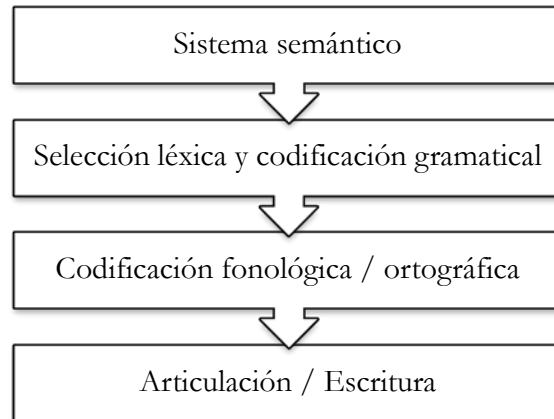 Sistema semántico
Selección léxica y codificación gramatical
Codificación fonológica / ortográfica
Articulación / Escritura